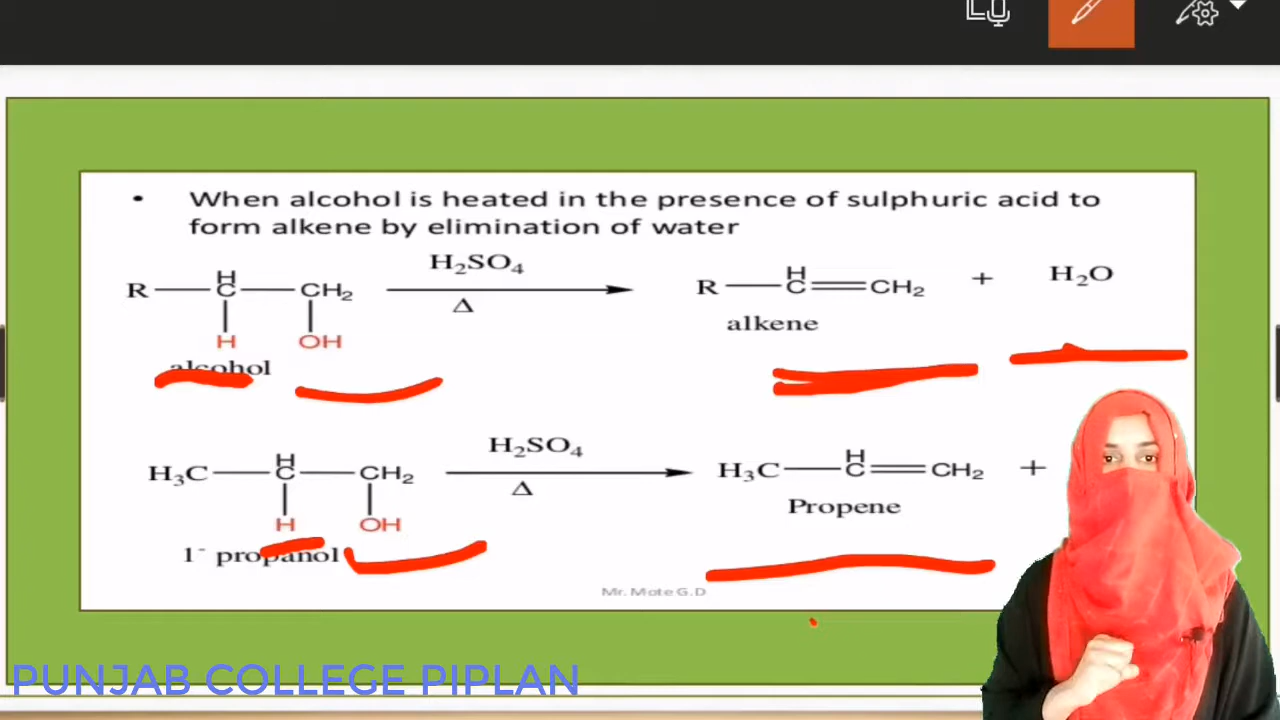 • When alcohol is heated in the presence of sulphuric acid to
form alkene by elimination of water
H₂SO₄
R — C — CH₂ → R — C = CH₂ + H₂O
H H
Δ
H OH
alkene
alcohol
H₂SO₄
H₃C — C — CH₂ → H₃C — C = CH₂ +
H H
Δ
H OH
Propene
1- propanol
Mr. Mote G.D
PUNJAB COLLEGE PIPLAN